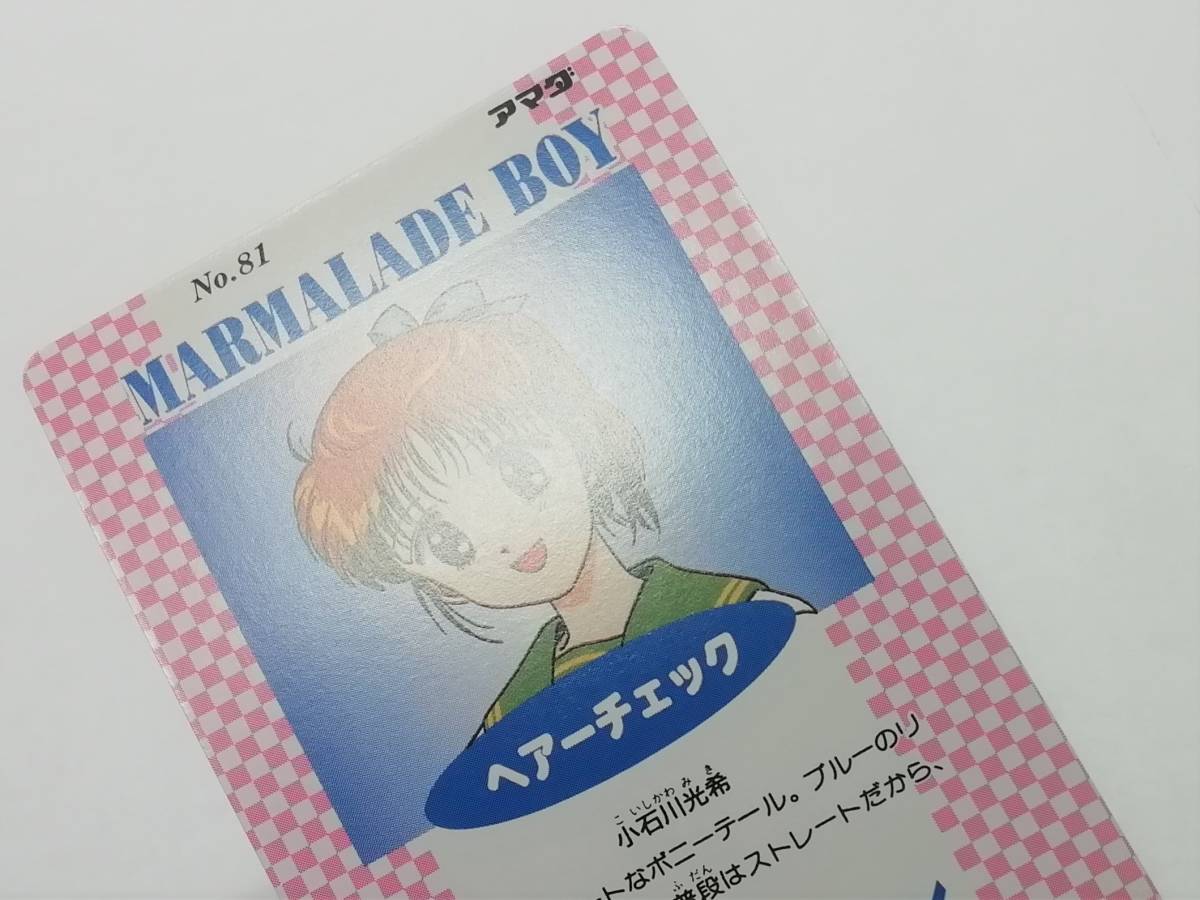 アマダ
No.81
MARMALADE BOY
ヘアーチェック
こいしかわみき
小石川光希
トなポニーテール。ブルーのリ
ふだん
普段はストレートだから、